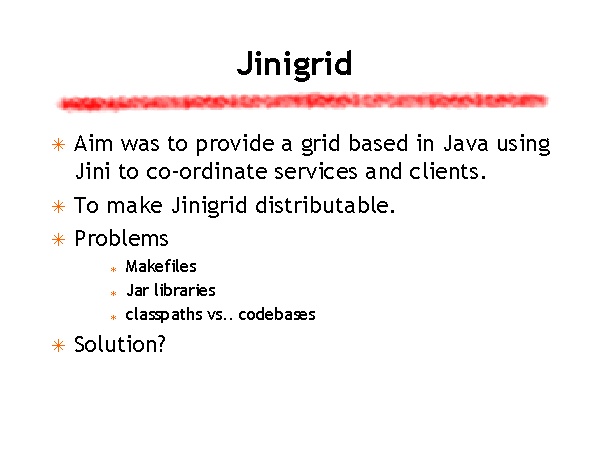 Jinigrid
Aim was to provide a grid based in Java using
Jini to co-ordinate services and clients.
To make Jinigrid distributable.
Problems
Makefiles
Jar libraries
classpaths vs.. codebases
Solution?